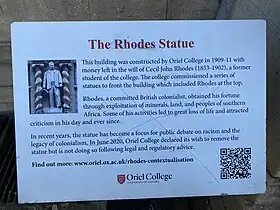 The Rhodes Statue
This building was constructed by Oriel College in 1909-11 with
money left in the will of Cecil John Rhodes (1853-1902), a former
student of the college. The college commissioned a series of
statues to front the building which included Rhodes at the top.
Rhodes, a committed British colonialist, obtained his fortune
through exploitation of minerals, land, and peoples of southern
Africa. Some of his activities led to great loss of life and attracted
criticism in his day and ever since.
In recent years, the statue has become a focus for public debate on racism and the
legacy of colonialism. In June 2020, Oriel College declared its wish to remove the
statue but is not doing so following legal and regulatory advice.
Find out more: www.oriel.ox.ac.uk/rhodes-contextualisation
Oriel College
UNIVERSITY OF OXFORD